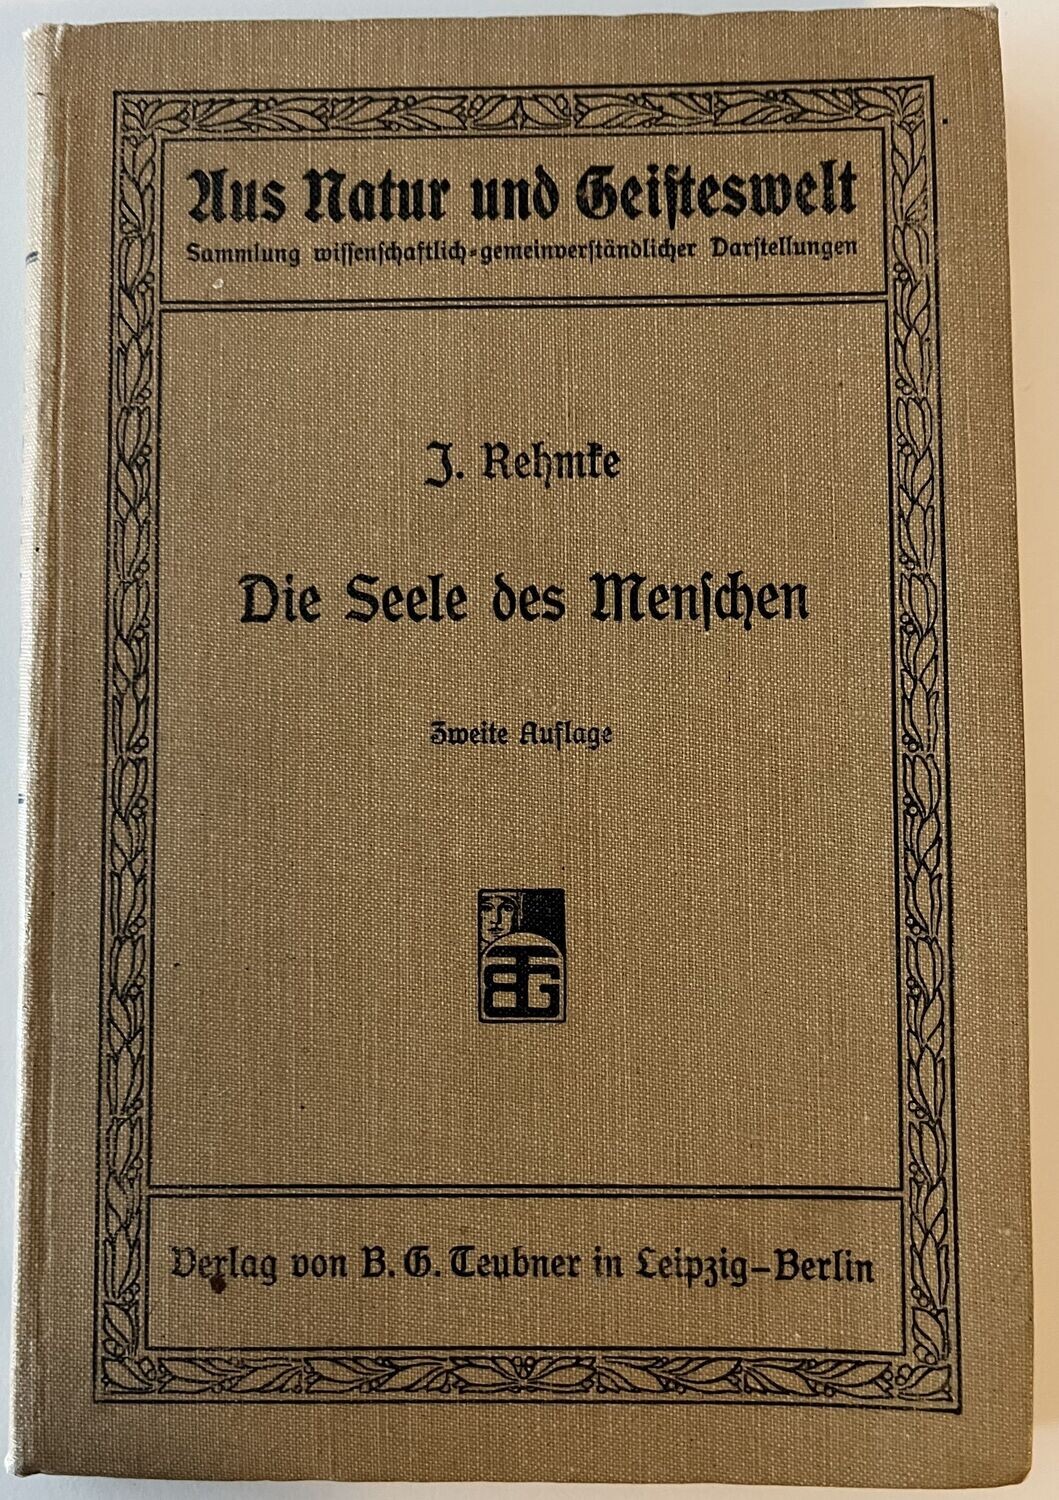 Aus Natur und Geisteswelt
Sammlung wissenschaftlich-gemeinverständlicher Darstellungen
J. Rehmke
Die Seele des Menschen
Zweite Auflage
BTG
Verlag von B. G. Teubner in Leipzig–Berlin